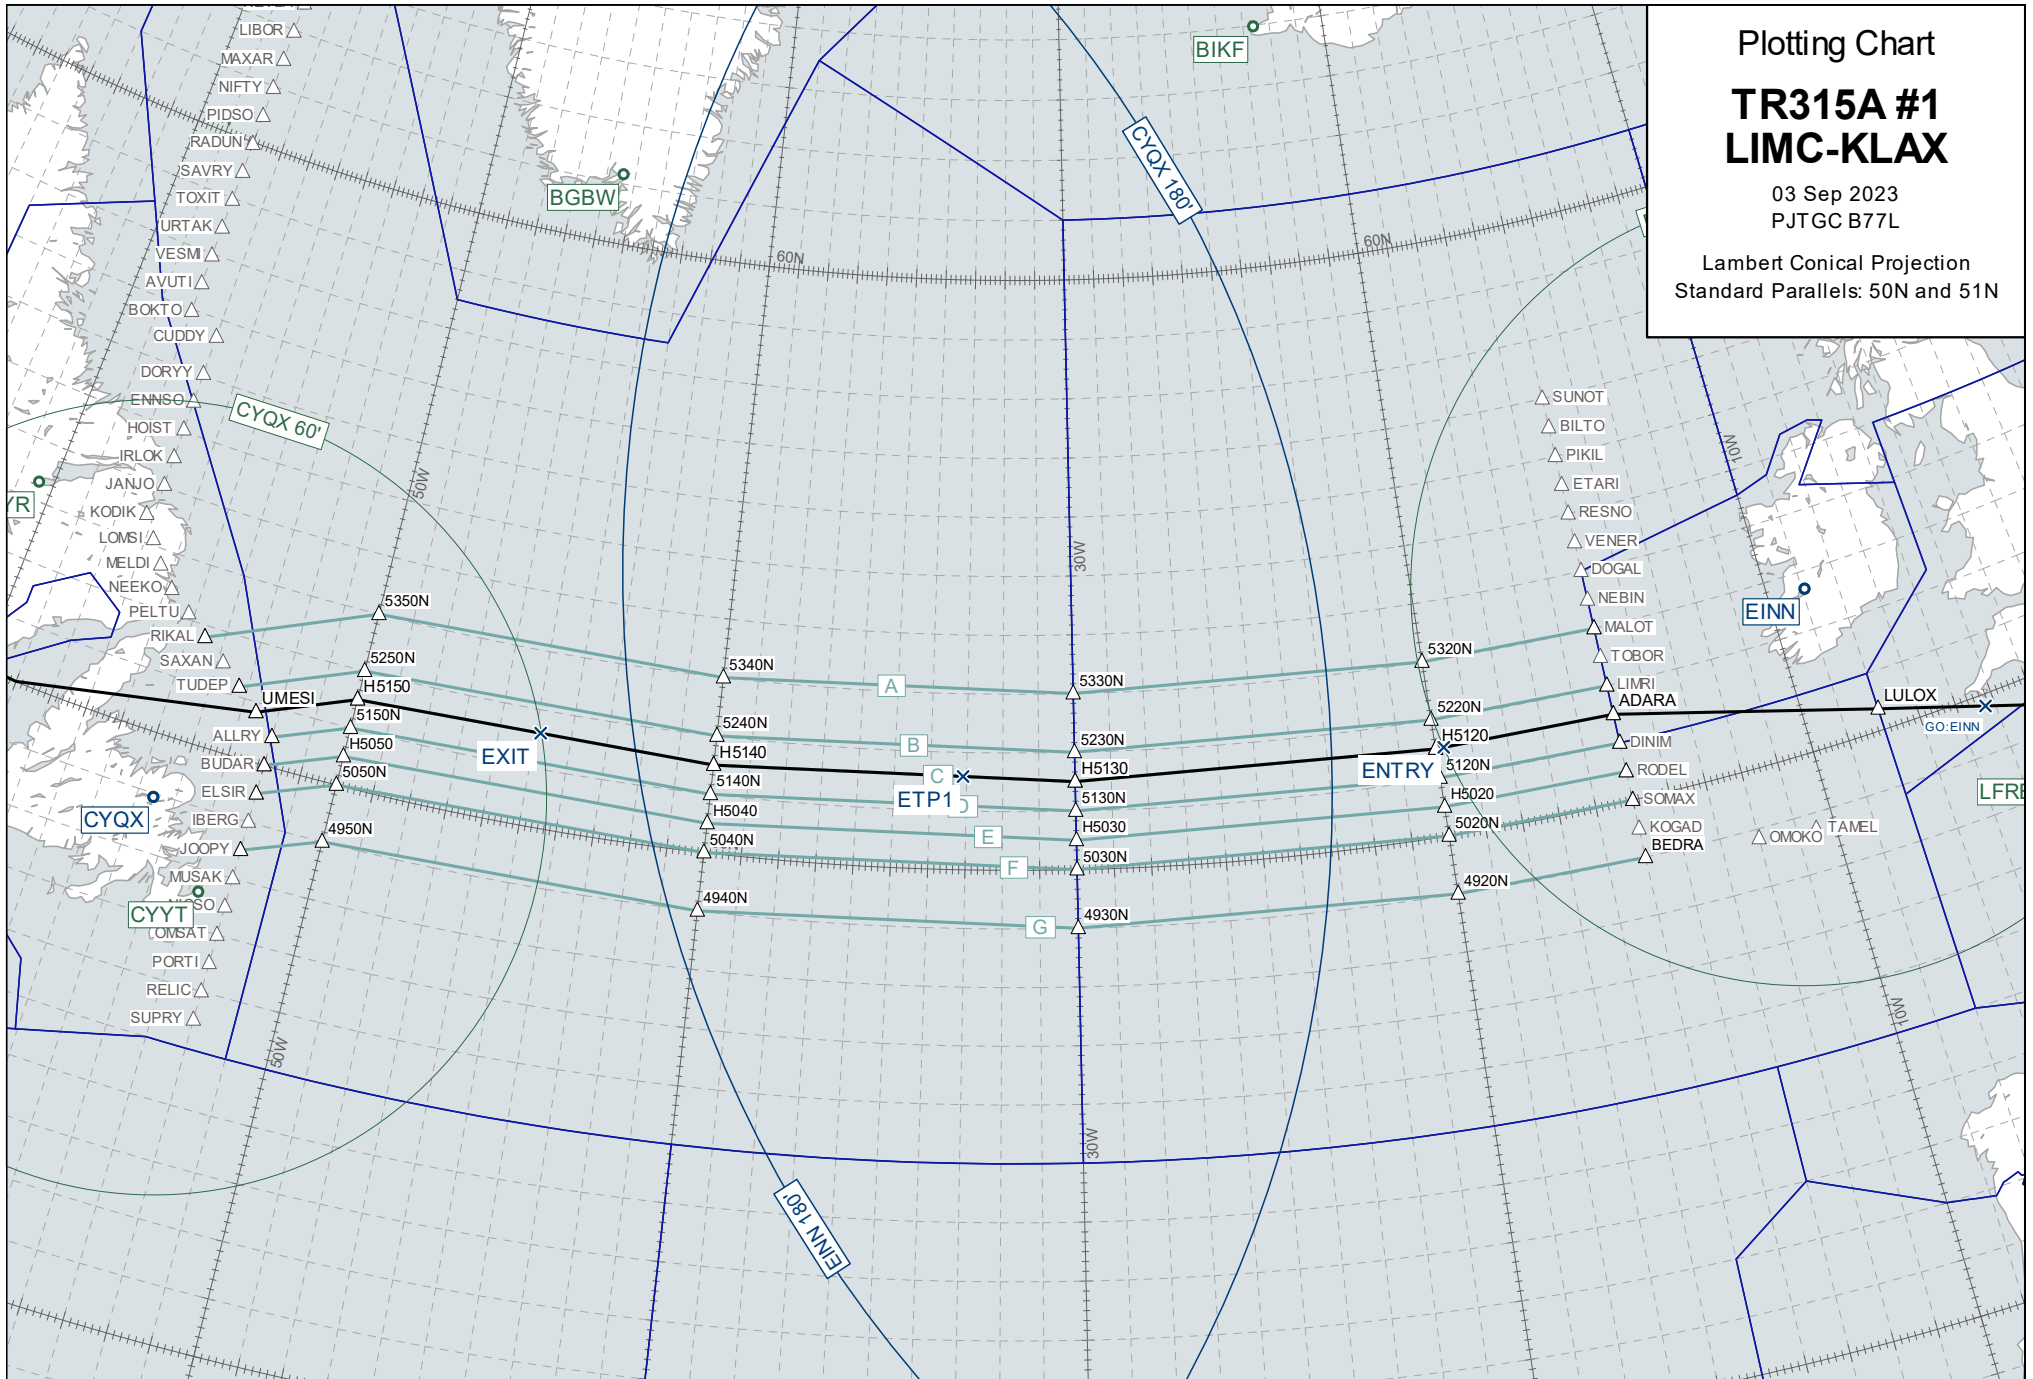 Plotting Chart
TR315A #1
LIMC-KLAX
03 Sep 2023
PJTGC B77L
Lambert Conical Projection
Standard Parallels: 50N and 51N
LIBOR
MAXAR
NIFTY
PIDSO
RADUN
SAVRY
TOXIT
URTAK
VESMI
AVUTI
BOKTO
CUDDY
DORYY
ENNSO
HOIST
IRLOK
JANJO
KODIK
LOMSI
MELDI
NEEKO
PELTU
RIKAL
SAXAN
TUDEP
UMESI
ALLRY
BUDAR
ELSIR
IBERG
JOOPY
MUSAK
OMSAT
PORTI
RELIC
SUPRY
CYQX
CYYT
YR
BGBW
BIKF
EINN
LFRB
CYQX 60'
CYQX 180'
EINN 180'
60N
60N
50W
50W
30W
30W
10W
10W
5350N
5250N
H5150
5150N
H5050
5050N
4950N
EXIT
5340N
5240N
H5140
5140N
H5040
5040N
4940N
A
B
C
D
E
F
G
ETP1
5330N
5230N
H5130
5130N
H5030
5030N
4930N
5320N
5220N
H5120
5120N
H5020
5020N
4920N
ENTRY
SUNOT
BILTO
PIKIL
ETARI
RESNO
VENER
DOGAL
NEBIN
MALOT
TOBOR
LIMRI
ADARA
DINIM
RODEL
SOMAX
KOGAD
BEDRA
OMOKO
TAMEL
LULOX
GO:EINN